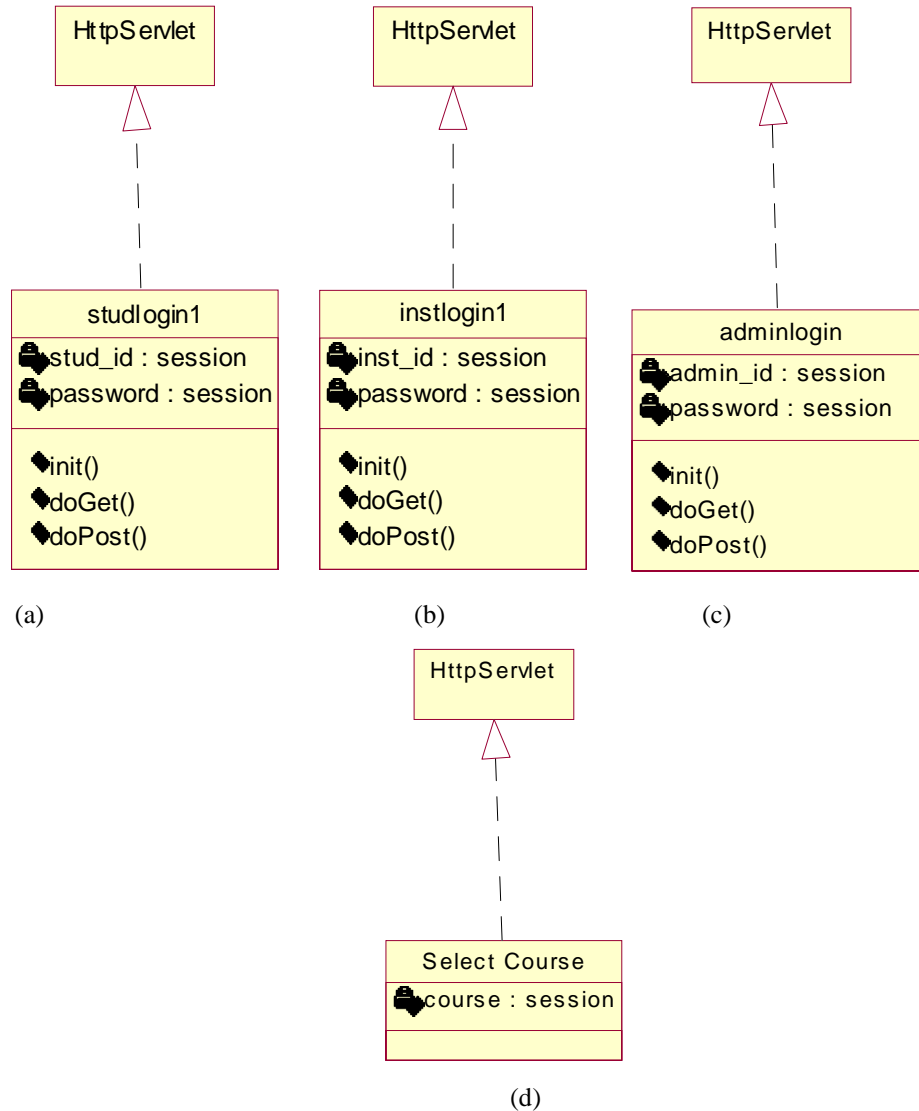 HttpServlet
HttpServlet
HttpServlet
studlogin1
stud_id : session
password : session
init()
doGet()
doPost()
instlogin1
inst_id : session
password : session
init()
doGet()
doPost()
adminlogin
admin_id : session
password : session
init()
doGet()
doPost()
(a)
(b)
(c)
HttpServlet
Select Course
course : session
(d)